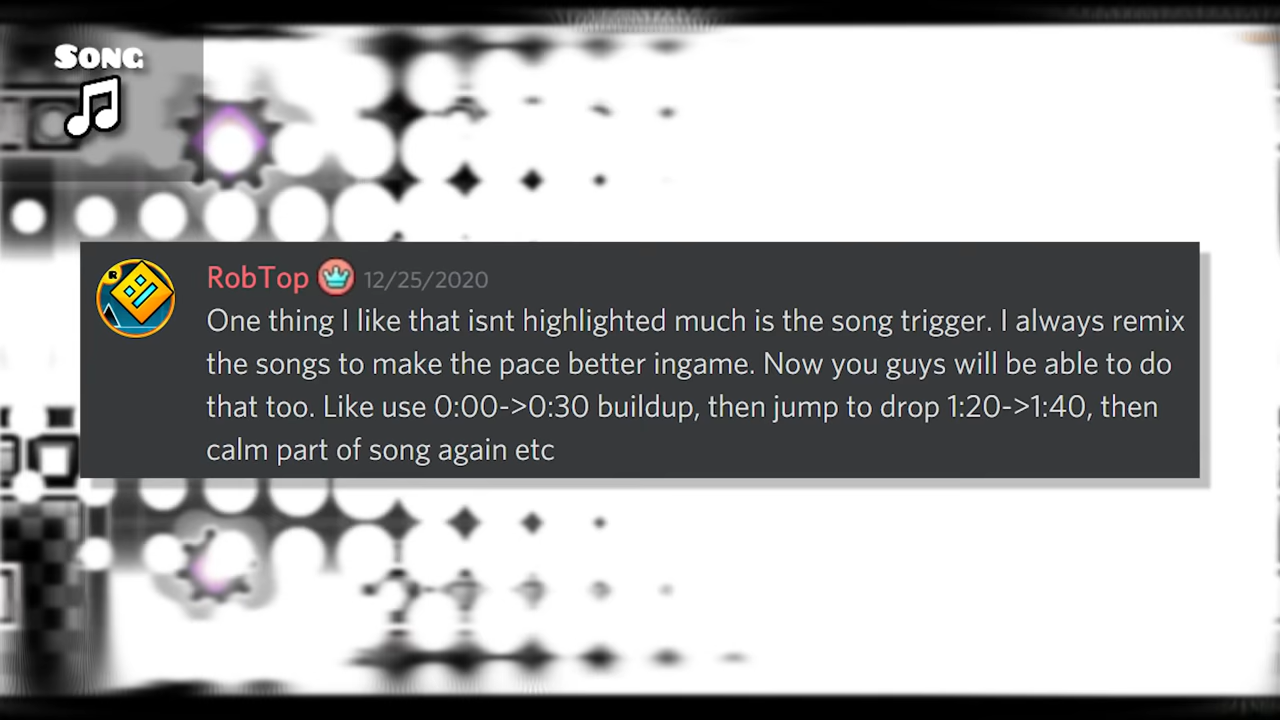 SONG
RobTop 12/25/2020
One thing I like that isnt highlighted much is the song trigger. I always remix
the songs to make the pace better ingame. Now you guys will be able to do
that too. Like use 0:00->0:30 buildup, then jump to drop 1:20->1:40, then
calm part of song again etc